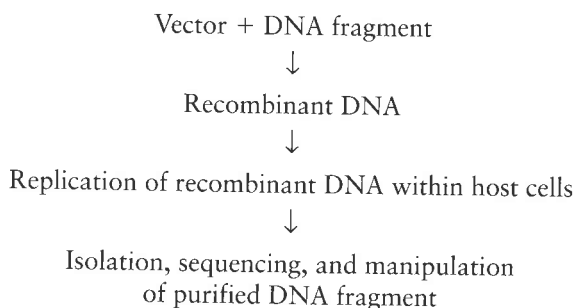 Vector + DNA fragment
↓
Recombinant DNA
↓
Replication of recombinant DNA within host cells
↓
Isolation, sequencing, and manipulation
of purified DNA fragment